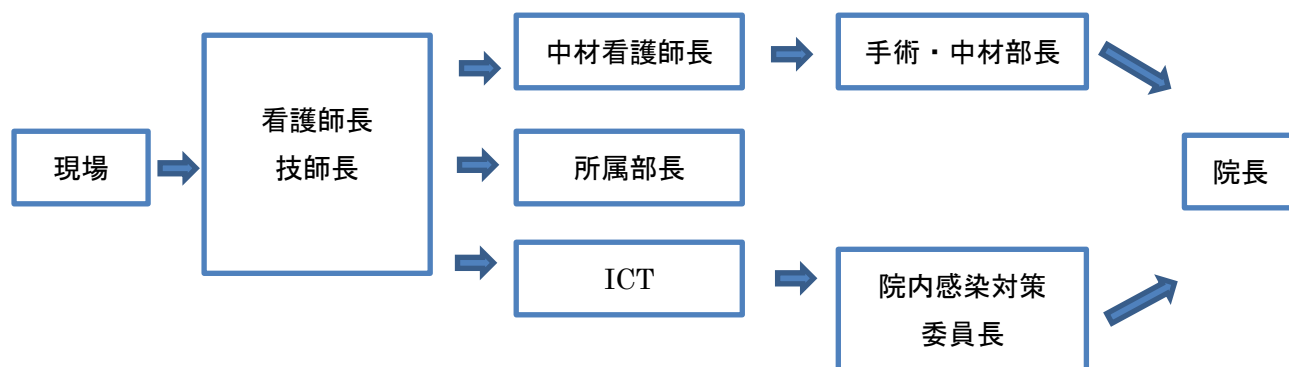 現場
看護師長
技師長
中材看護師長
所属部長
ICT
手術・中材部長
院内感染対策
委員長
院長